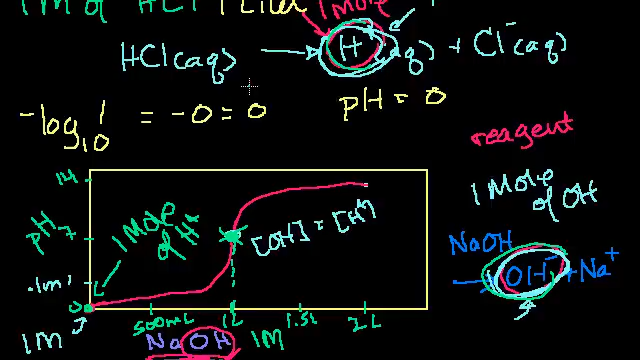 1M of HCl 1 Liter
1 Mole
HCl(aq) → H⁺(aq) + Cl⁻(aq)
-log₁₀ 1 = -0 = 0
pH = 0
reagent
1 Mole of OH
NaOH → OH⁻ + Na⁺
14
pH 7
1 Mole of H⁺
[OH] = [H⁺]
.1m
0
1M
500mL 1L 1.5L 2L
NaOH 1M